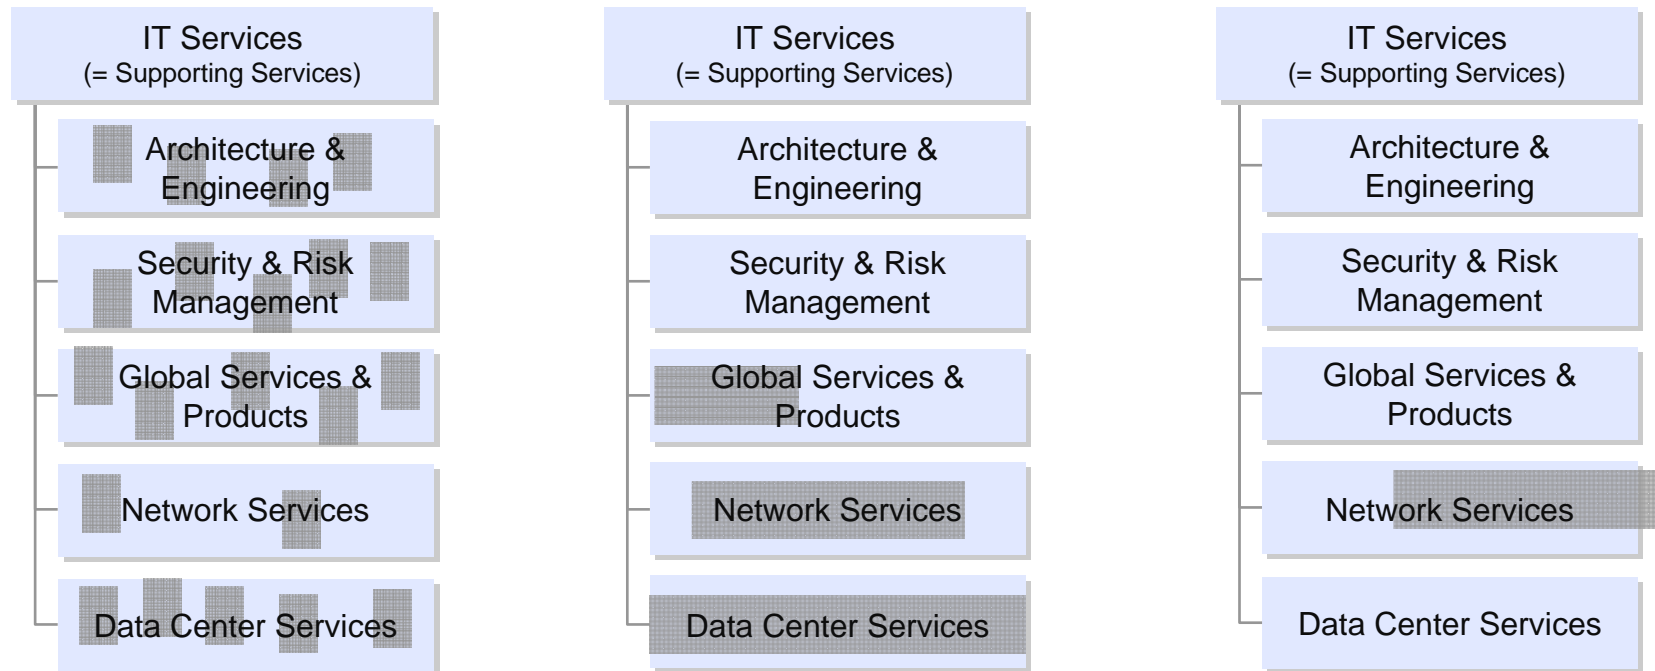 IT Services
(= Supporting Services)
Architecture &
Engineering
Security & Risk
Management
Global Services &
Products
Network Services
Data Center Services
IT Services
(= Supporting Services)
Architecture &
Engineering
Security & Risk
Management
Global Services &
Products
Network Services
Data Center Services
IT Services
(= Supporting Services)
Architecture &
Engineering
Security & Risk
Management
Global Services &
Products
Network Services
Data Center Services